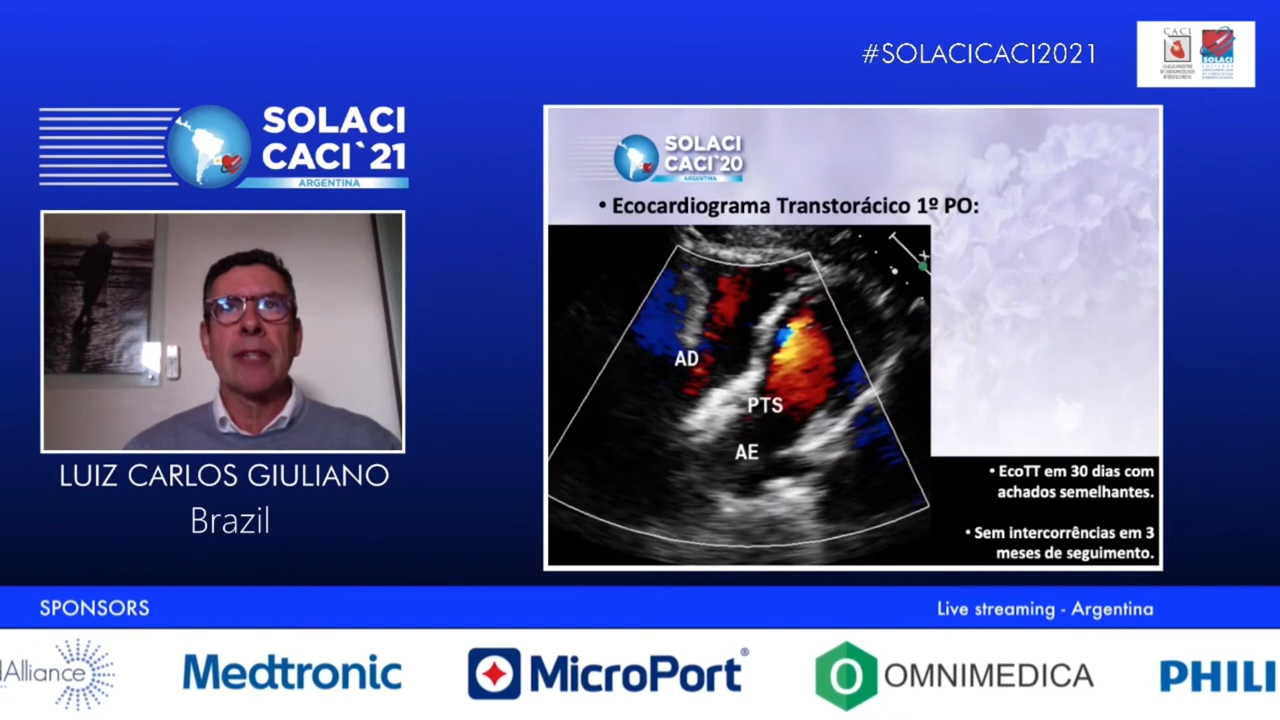 #SOLACICACI2021
CACI
SOLACI
SOLACI
CACI`21
ARGENTINA
SOLACI
CACI`20
ARGENTINA
• Ecocardiograma Transtorácico 1º PO:
AD
PTS
AE
• EcoTT em 30 dias com
achados semelhantes.
• Sem intercorrências em 3
meses de seguimento.
LUIZ CARLOS GIULIANO
Brazil
SPONSORS
Live streaming - Argentina
Alliance
Medtronic
MicroPort®
OMNIMEDICA
PHILI